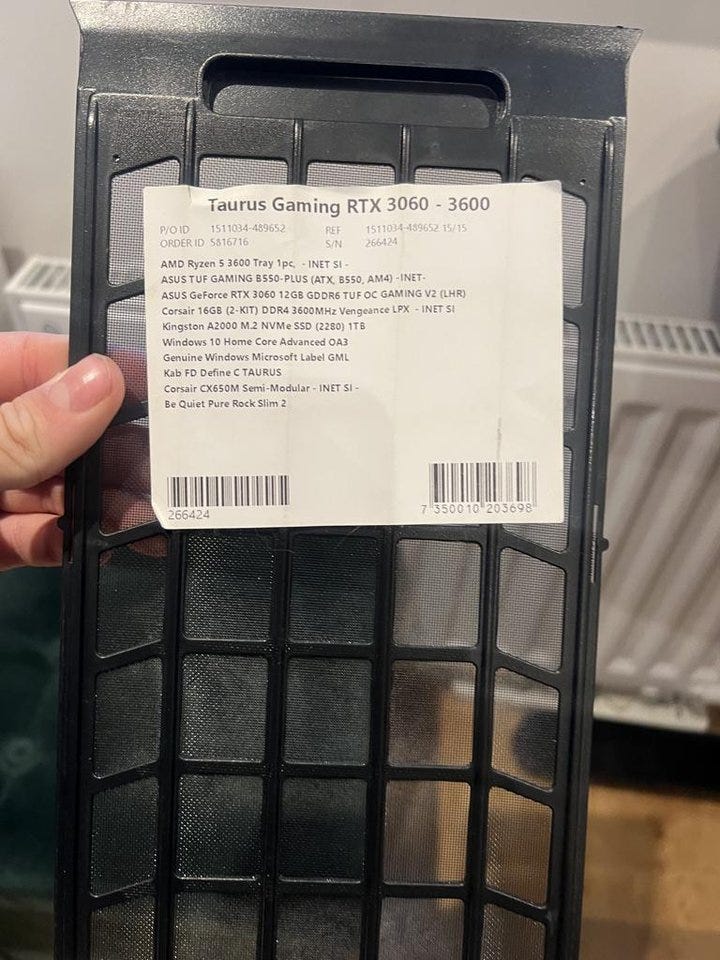 Taurus Gaming RTX 3060 - 3600
P/O ID 1511034-489652 REF 1511034-489652 15/15
ORDER ID 5816716 S/N 266424
AMD Ryzen 5 3600 Tray 1pc, - INET SI -
ASUS TUF GAMING B550-PLUS (ATX, B550, AM4) -INET-
ASUS GeForce RTX 3060 12GB GDDR6 TUF OC GAMING V2 (LHR)
Corsair 16GB (2-KIT) DDR4 3600MHz Vengeance LPX - INET SI
Kingston A2000 M.2 NVMe SSD (2280) 1TB
Windows 10 Home Core Advanced OA3
Genuine Windows Microsoft Label GML
Kab FD Define C TAURUS
Corsair CX650M Semi-Modular - INET SI -
Be Quiet Pure Rock Slim 2
266424 7 350010 203698